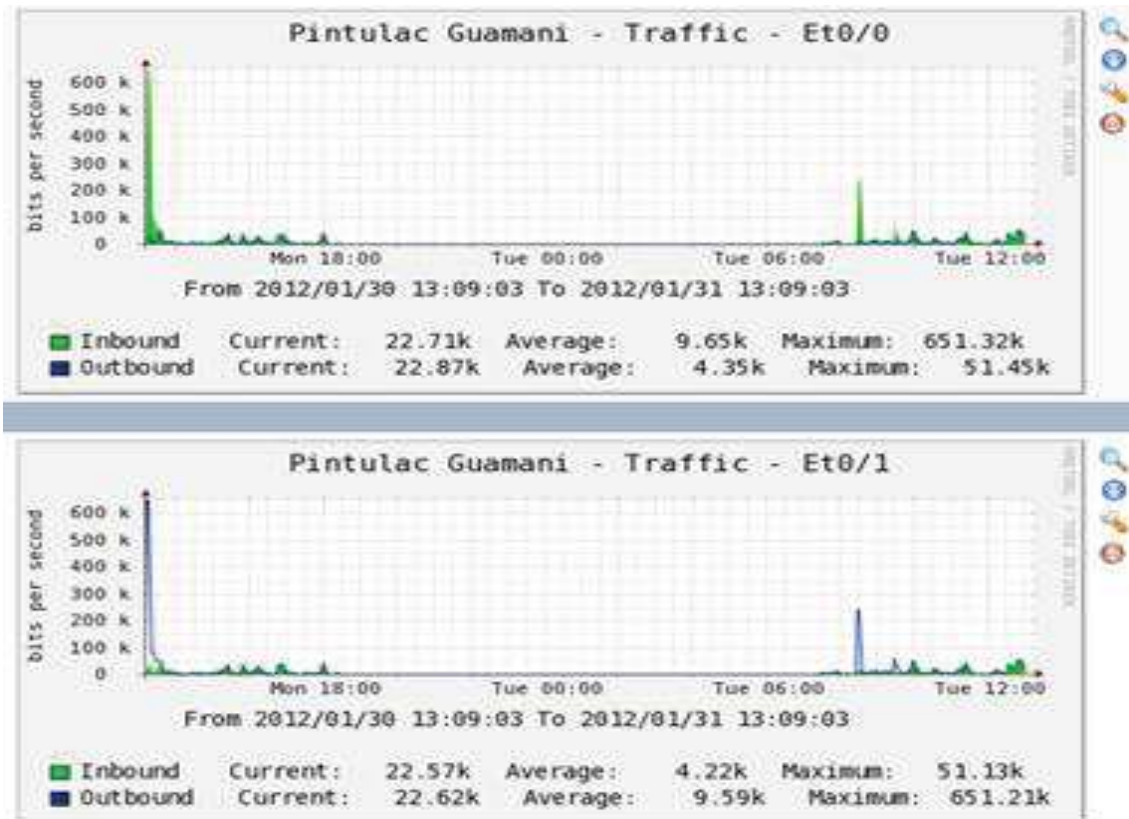 Pintulac Guamani - Traffic - Et0/0
bits per second
600 k
500 k
400 k
300 k
200 k
100 k
0
Mon 18:00 Tue 00:00 Tue 06:00 Tue 12:00
From 2012/01/30 13:09:03 To 2012/01/31 13:09:03
Inbound Current: 22.71k Average: 9.65k Maximum: 651.32k
Outbound Current: 22.87k Average: 4.35k Maximum: 51.45k
Pintulac Guamani - Traffic - Et0/1
bits per second
600 k
500 k
400 k
300 k
200 k
100 k
0
Mon 18:00 Tue 00:00 Tue 06:00 Tue 12:00
From 2012/01/30 13:09:03 To 2012/01/31 13:09:03
Inbound Current: 22.57k Average: 4.22k Maximum: 51.13k
Outbound Current: 22.62k Average: 9.59k Maximum: 651.21k